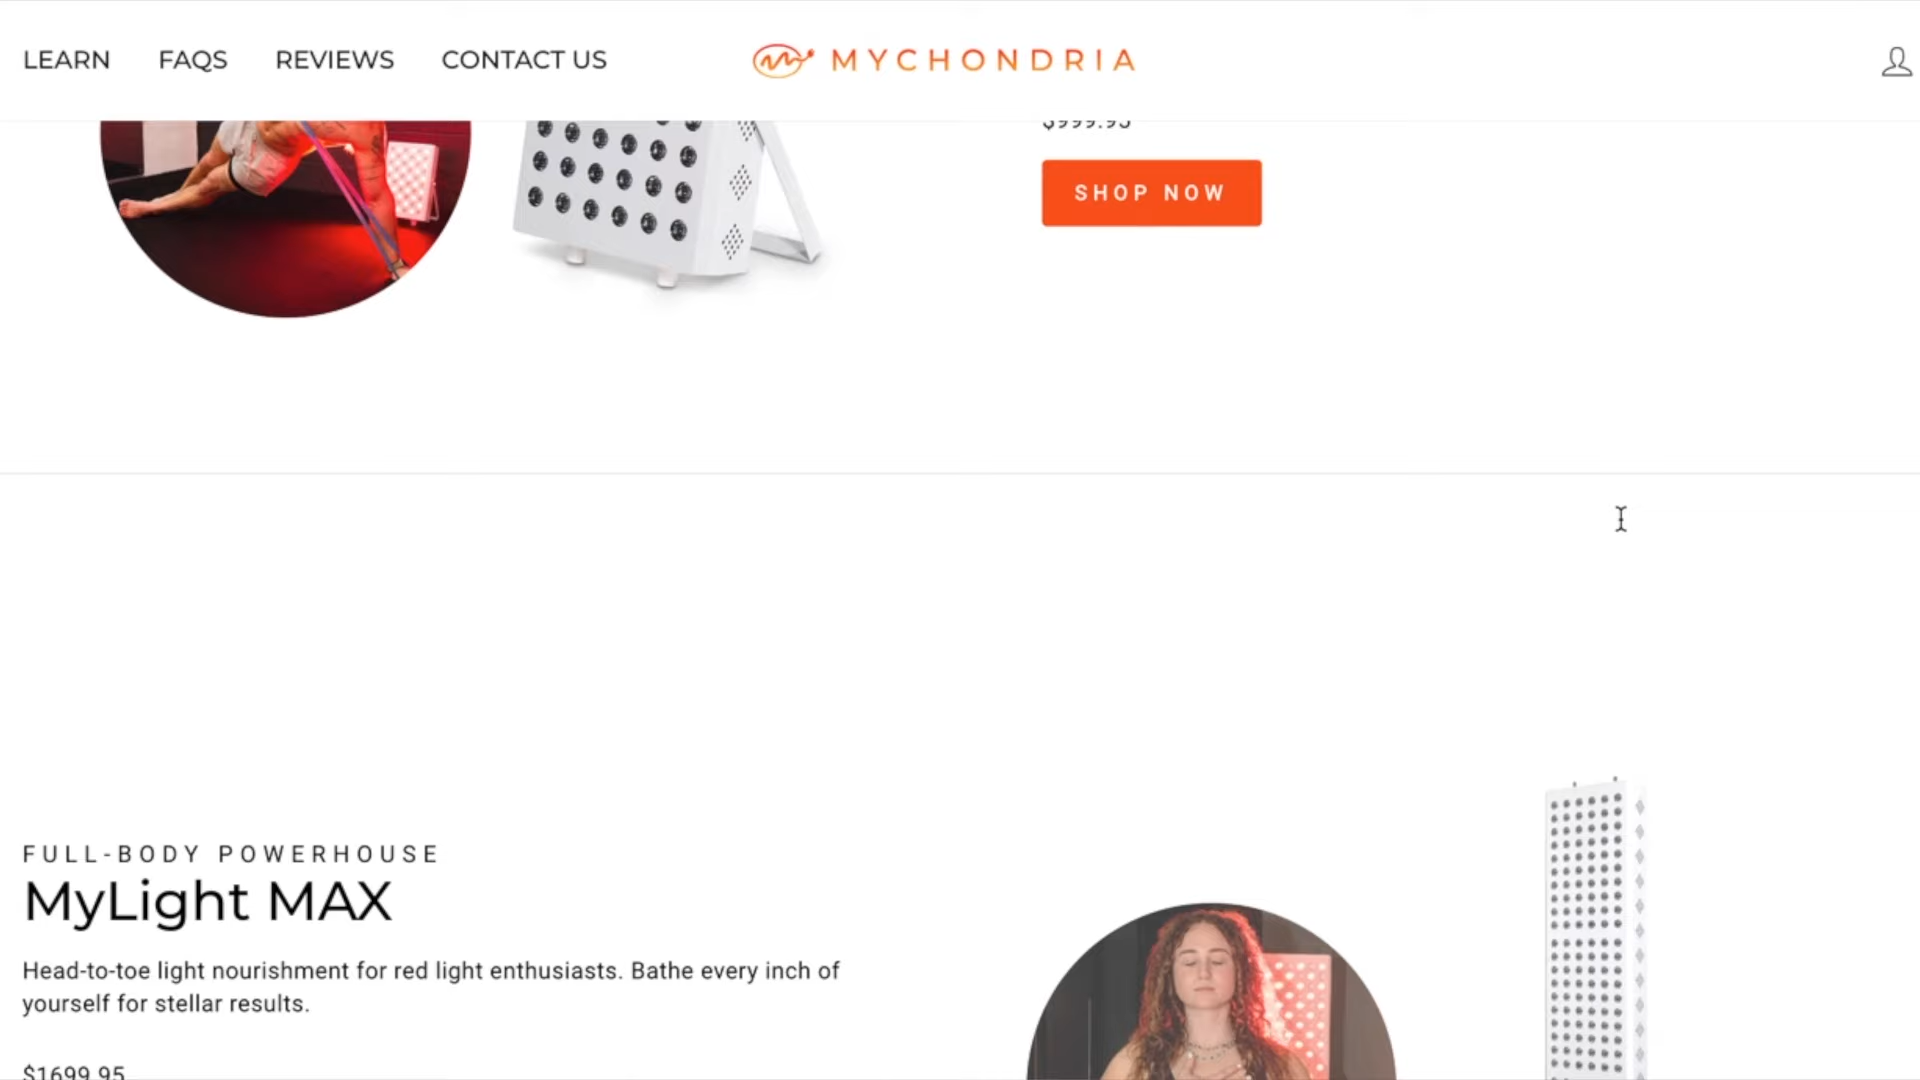 LEARN FAQS REVIEWS CONTACT US
MYCHONDRIA
$999.95
SHOP NOW
FULL-BODY POWERHOUSE
MyLight MAX
Head-to-toe light nourishment for red light enthusiasts. Bathe every inch of
yourself for stellar results.
$1699.95